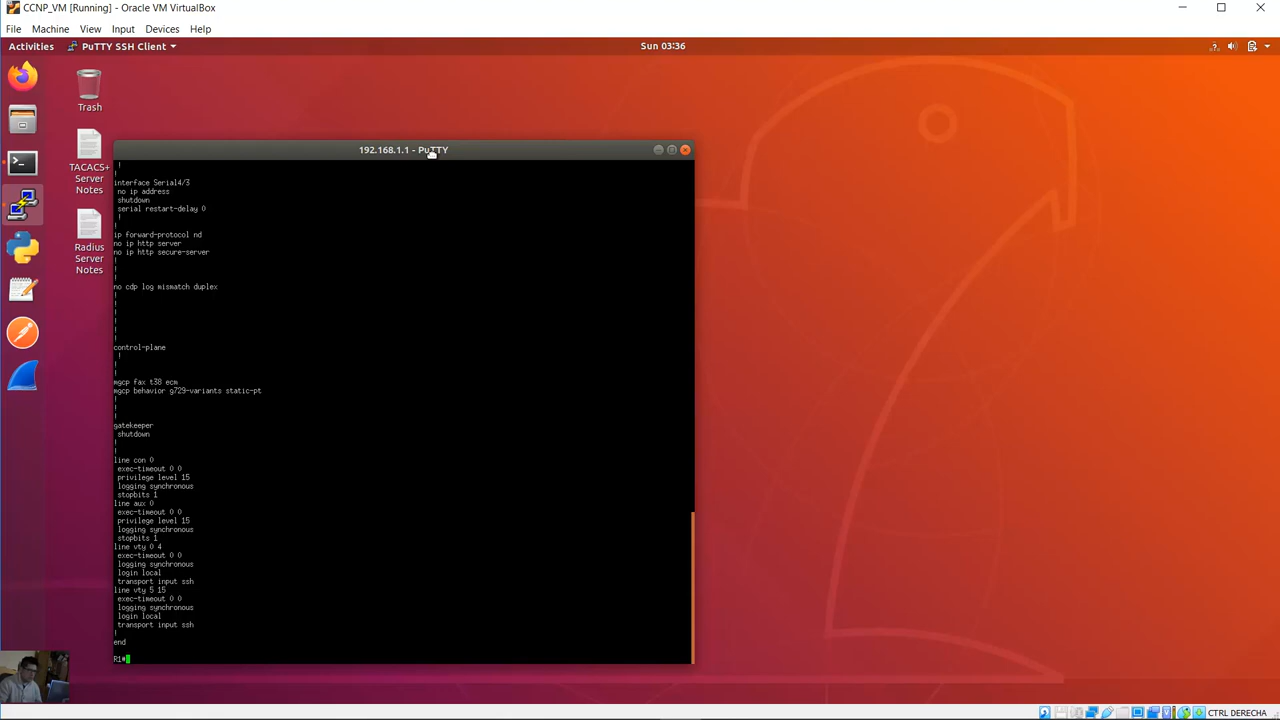 CCNP_VM [Running] - Oracle VM VirtualBox
File Machine View Input Devices Help
Activities PuTTY SSH Client Sun 03:36
Trash
TACACS+
Server
Notes
Radius
Server
Notes
192.168.1.1 - PuTTY
!
!
interface Serial4/3
no ip address
shutdown
serial restart-delay 0
!
!
ip forward-protocol nd
no ip http server
no ip http secure-server
!
!
!
no cdp log mismatch duplex
!
!
!
!
!
!
control-plane
!
!
!
mgcp fax t38 ecm
mgcp behavior g729-variants static-pt
!
!
!
gatekeeper
shutdown
!
!
line con 0
exec-timeout 0 0
privilege level 15
logging synchronous
stopbits 1
line aux 0
exec-timeout 0 0
privilege level 15
logging synchronous
stopbits 1
line vty 0 4
exec-timeout 0 0
logging synchronous
login local
transport input ssh
line vty 5 15
exec-timeout 0 0
logging synchronous
login local
transport input ssh
!
end
R1#
CTRL DERECHA